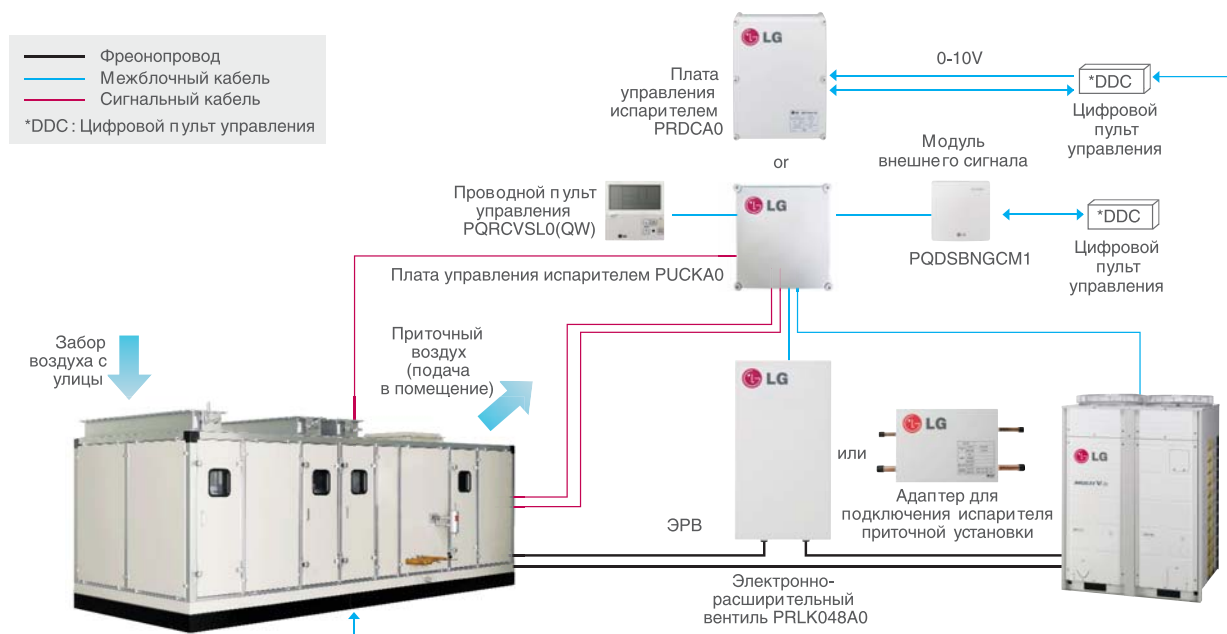 Фреонопровод
Межблочный кабель
Сигнальный кабель
*DDC : Цифровой пульт управления
LG
Плата
управления
испарителем
PRDCA0
0-10V
*DDC
Цифровой
пульт
управления
or
Модуль
внешнего сигнала
Проводной пульт
управления
PQRCVSL0(QW)
LG
*DDC
PQDSBNGCM1
Цифровой
пульт
управления
Плата управления испарителем PUCKA0
Забор
воздуха с
улицы
Приточный
воздух
(подача
в помещение)
LG
или
LG
LG
MULTI V
Адаптер для
подключения испарителя
приточной установки
ЭРВ
Электронно-
расширительный
вентиль PRLK048A0